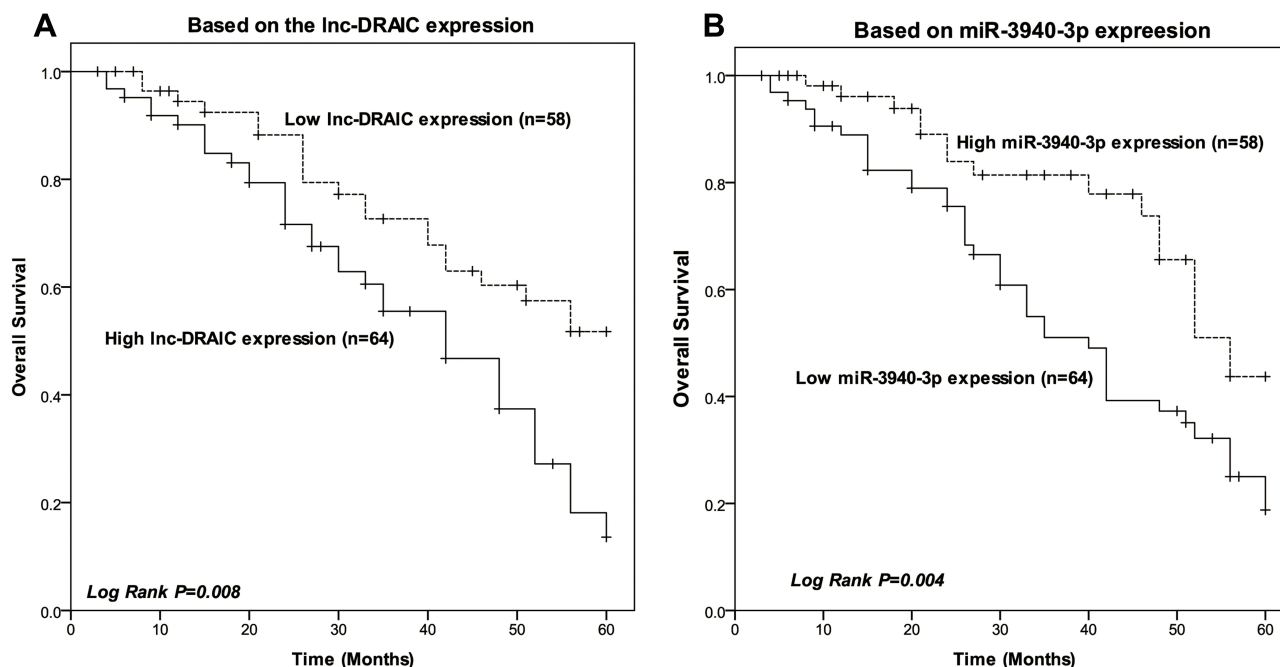 A
Based on the lnc-DRAIC expression
1.0
0.8
0.6
0.4
0.2
0.0
Overall Survival
Low lnc-DRAIC expression (n=58)
High lnc-DRAIC expression (n=64)
Log Rank P=0.008
0 10 20 30 40 50 60
Time (Months)
B
Based on miR-3940-3p expreesion
1.0
0.8
0.6
0.4
0.2
0.0
Overall Survival
High miR-3940-3p expression (n=58)
Low miR-3940-3p expession (n=64)
Log Rank P=0.004
0 10 20 30 40 50 60
Time (Months)